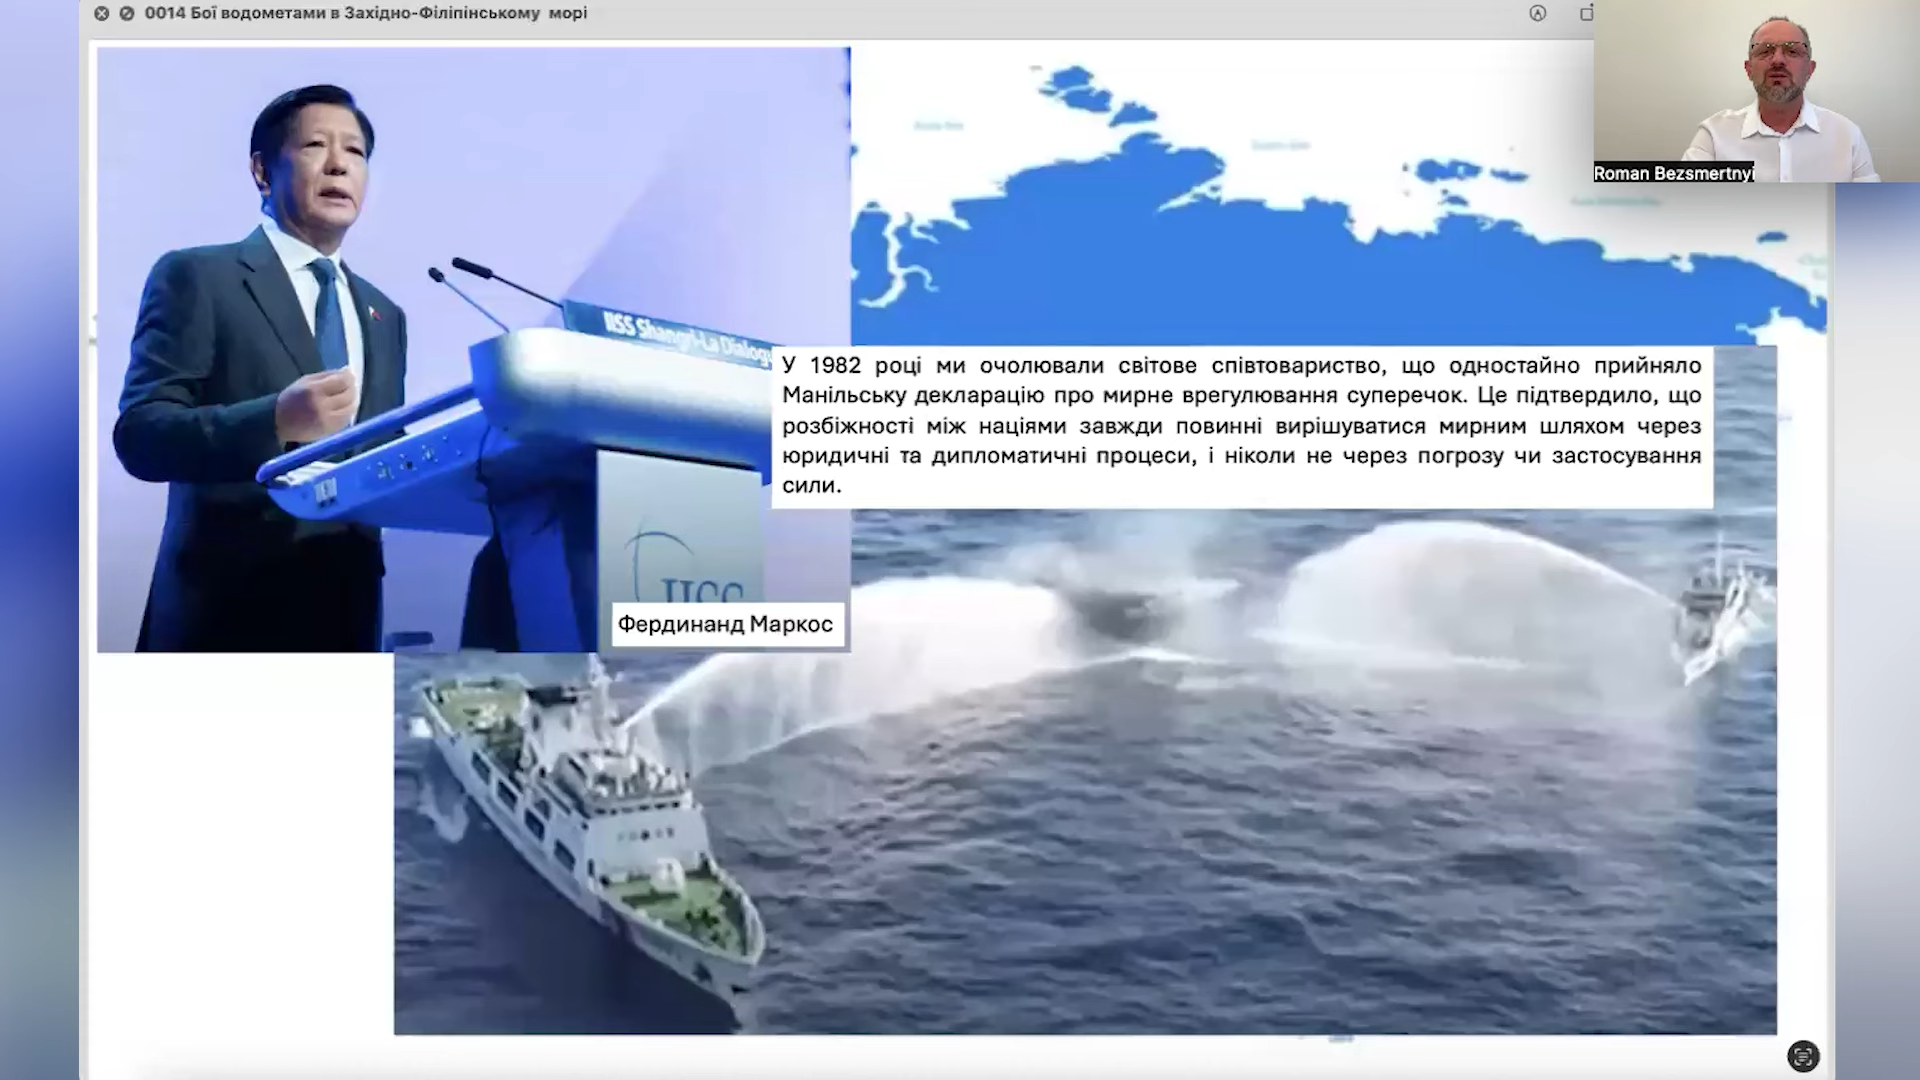 0014 Бої водометами в Західно-Філіпінському морі
Roman Bezsmertnyi
IISS Shangri-La Dialogu
У 1982 році ми очолювали світове співтовариство, що одностайно прийняло
Манільську декларацію про мирне врегулювання суперечок. Це підтвердило, що
розбіжності між націями завжди повинні вирішуватися мирним шляхом через
юридичні та дипломатичні процеси, і ніколи не через погрозу чи застосування
сили.
IISS
Фердинанд Маркос